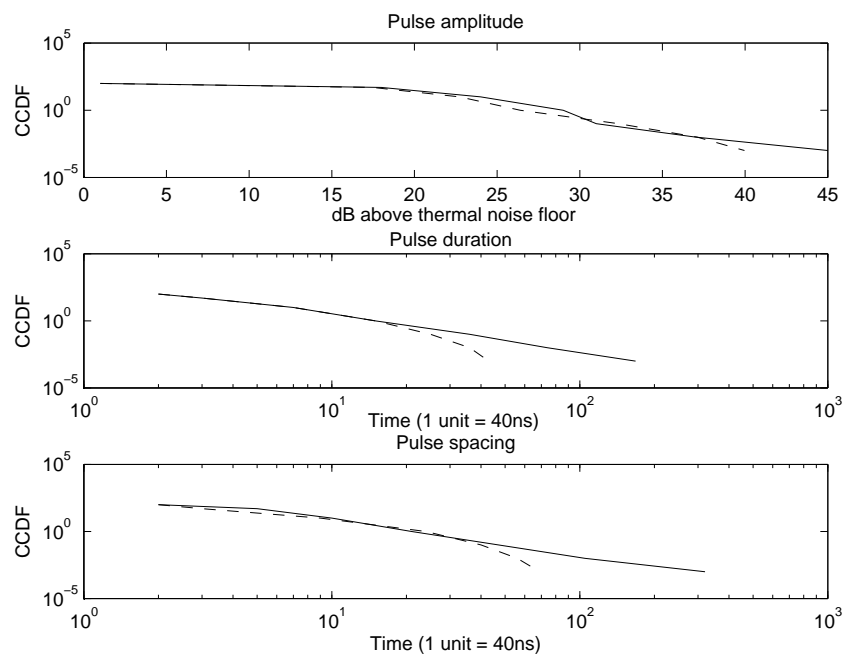 Pulse amplitude
10^5
10^0
10^-5
CCDF
0 5 10 15 20 25 30 35 40 45
dB above thermal noise floor
Pulse duration
10^5
10^0
10^-5
CCDF
10^0 10^1 10^2 10^3
Time (1 unit = 40ns)
Pulse spacing
10^5
10^0
10^-5
CCDF
10^0 10^1 10^2 10^3
Time (1 unit = 40ns)